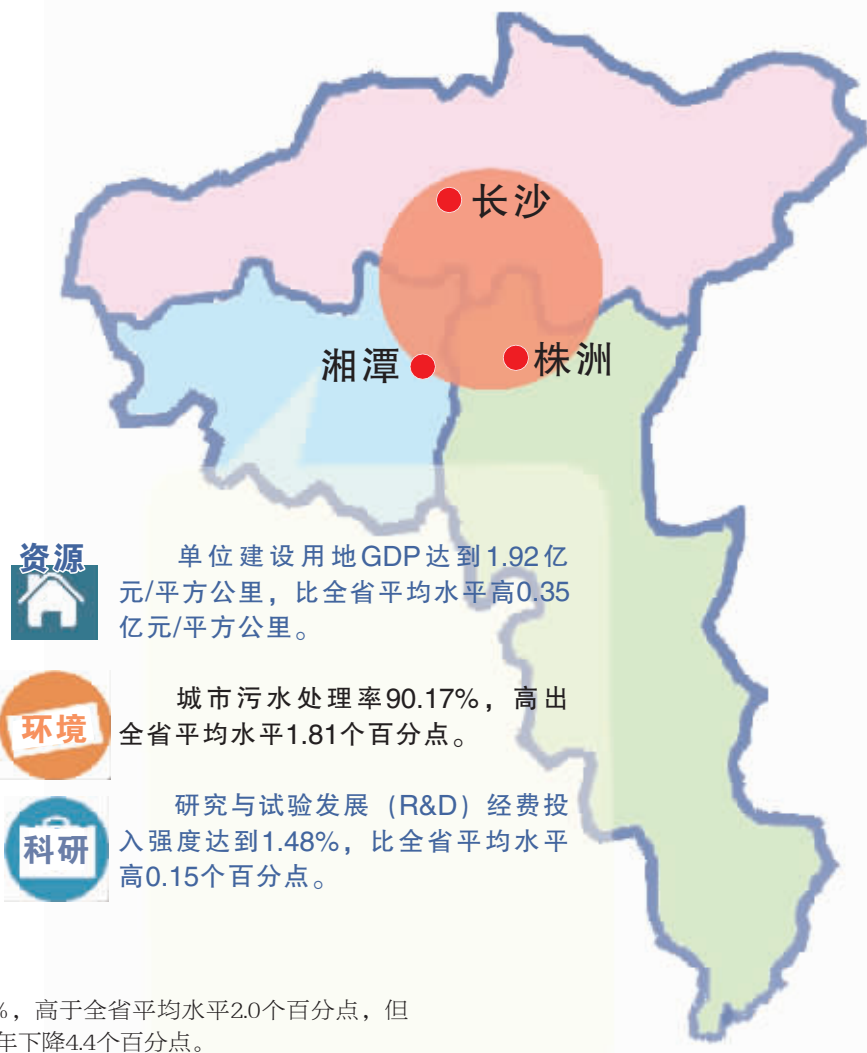 长沙
湘潭
株洲
资源
单位建设用地GDP达到1.92亿
元/平方公里，比全省平均水平高0.35
亿元/平方公里。
环境
城市污水处理率90.17%，高出
全省平均水平1.81个百分点。
科研
研究与试验发展（R&D）经费投
入强度达到1.48%，比全省平均水平
高0.15个百分点。
%，高于全省平均水平2.0个百分点，但
年下降4.4个百分点。